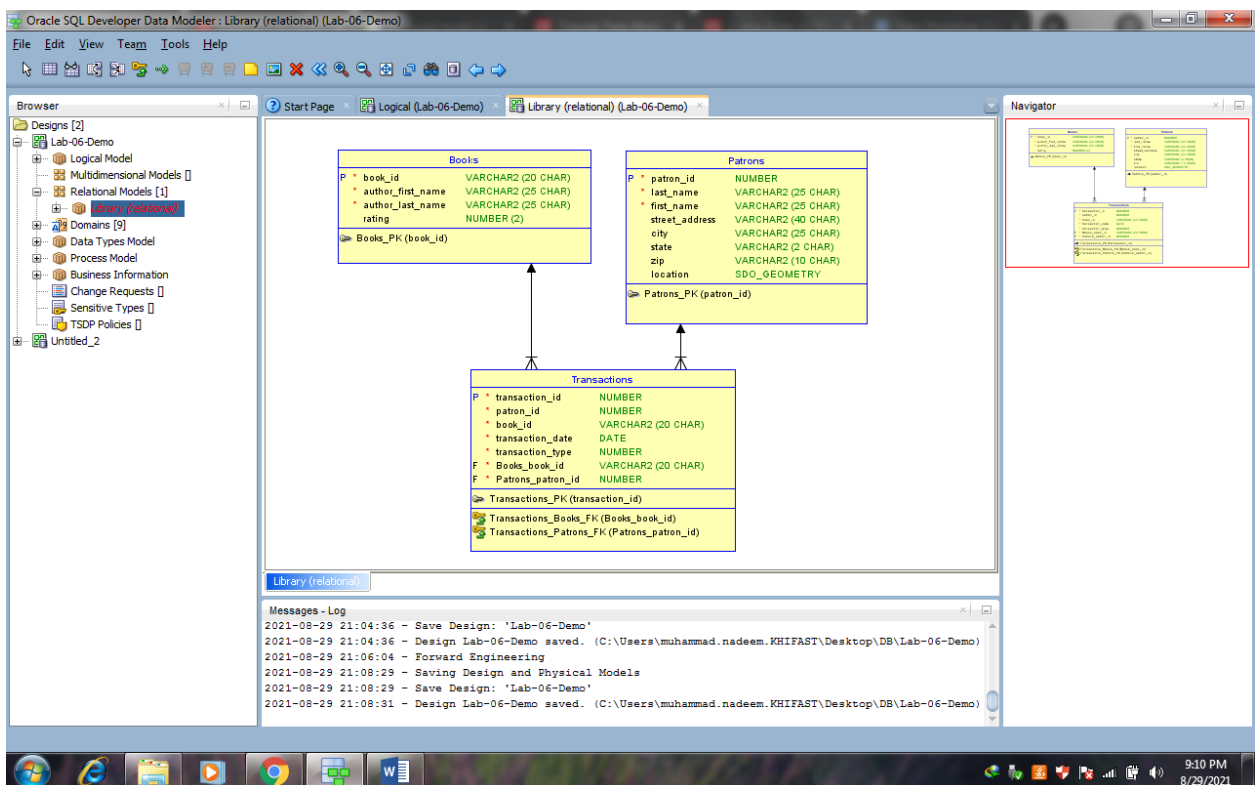 Oracle SQL Developer Data Modeler : Library (relational) (Lab-06-Demo)
File Edit View Team Tools Help
Browser
Designs [2]
Lab-06-Demo
Logical Model
Multidimensional Models []
Relational Models [1]
Library (relational)
Domains [9]
Data Types Model
Process Model
Business Information
Change Requests []
Sensitive Types []
TSDP Policies []
Untitled_2
Start Page Logical (Lab-06-Demo) Library (relational) (Lab-06-Demo)
Books
P * book_id VARCHAR2 (20 CHAR)
* author_first_name VARCHAR2 (25 CHAR)
* author_last_name VARCHAR2 (25 CHAR)
rating NUMBER (2)
Books_PK (book_id)
Patrons
P * patron_id NUMBER
* last_name VARCHAR2 (25 CHAR)
* first_name VARCHAR2 (25 CHAR)
street_address VARCHAR2 (40 CHAR)
city VARCHAR2 (25 CHAR)
state VARCHAR2 (2 CHAR)
zip VARCHAR2 (10 CHAR)
location SDO_GEOMETRY
Patrons_PK (patron_id)
Transactions
P * transaction_id NUMBER
* patron_id NUMBER
* book_id VARCHAR2 (20 CHAR)
* transaction_date DATE
* transaction_type NUMBER
F * Books_book_id VARCHAR2 (20 CHAR)
F * Patrons_patron_id NUMBER
Transactions_PK (transaction_id)
Transactions_Books_FK (Books_book_id)
Transactions_Patrons_FK (Patrons_patron_id)
Library (relational)
Navigator
Messages - Log
2021-08-29 21:04:36 - Save Design: 'Lab-06-Demo'
2021-08-29 21:04:36 - Design Lab-06-Demo saved. (C:\Users\muhammad.nadeem.KHIFAST\Desktop\DB\Lab-06-Demo)
2021-08-29 21:06:04 - Forward Engineering
2021-08-29 21:08:29 - Saving Design and Physical Models
2021-08-29 21:08:29 - Save Design: 'Lab-06-Demo'
2021-08-29 21:08:31 - Design Lab-06-Demo saved. (C:\Users\muhammad.nadeem.KHIFAST\Desktop\DB\Lab-06-Demo)
9:10 PM
8/29/2021